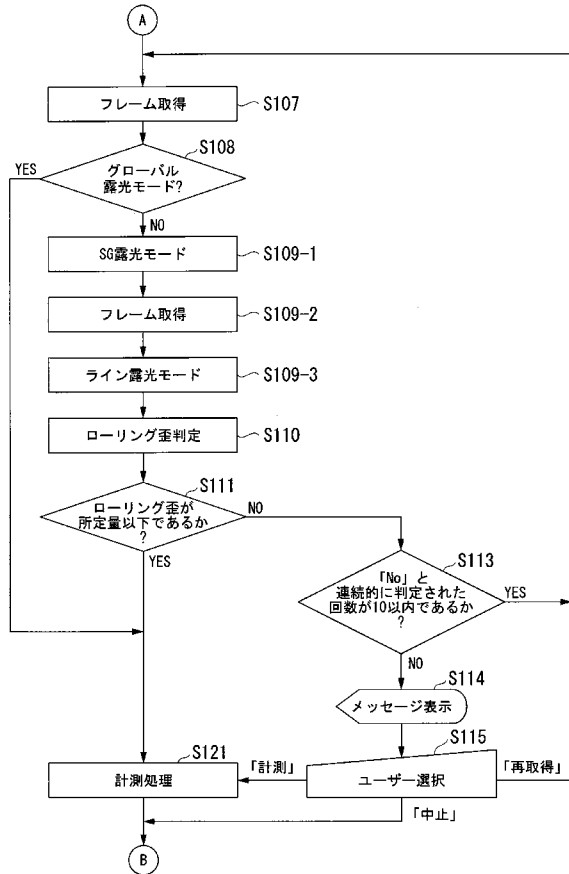 A
フレーム取得
S107
S108
YES
グローバル
露光モード?
NO
SG露光モード
S109-1
フレーム取得
S109-2
ライン露光モード
S109-3
ローリング歪判定
S110
S111
ローリング歪が
所定量以下であるか
?
NO
YES
S113
「No」と
連続的に判定された
回数が10以内であるか
?
YES
NO
S114
メッセージ表示
S121
計測処理
「計測」
S115
ユーザー選択
「再取得」
「中止」
B